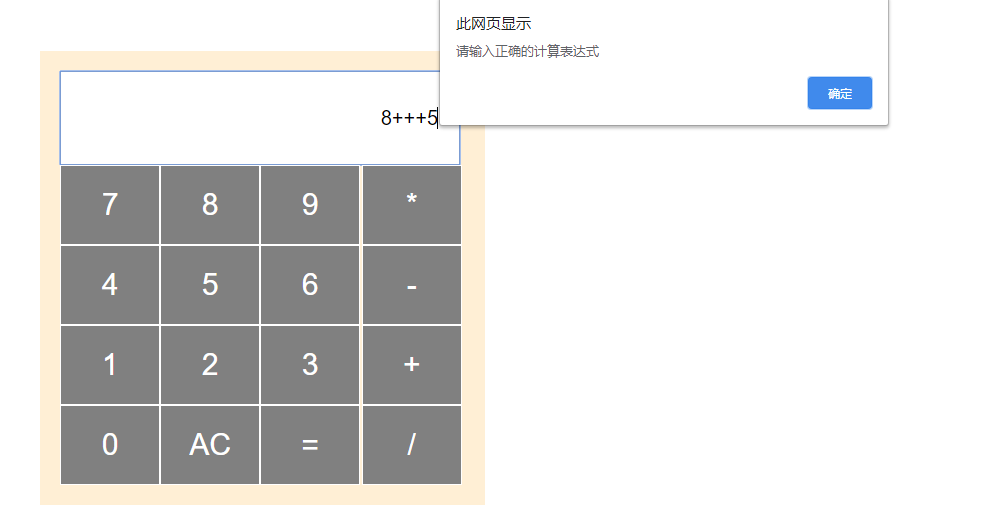 此网页显示
请输入正确的计算表达式
确定
8+++5
7 8 9 *
4 5 6 -
1 2 3 +
0 AC = /